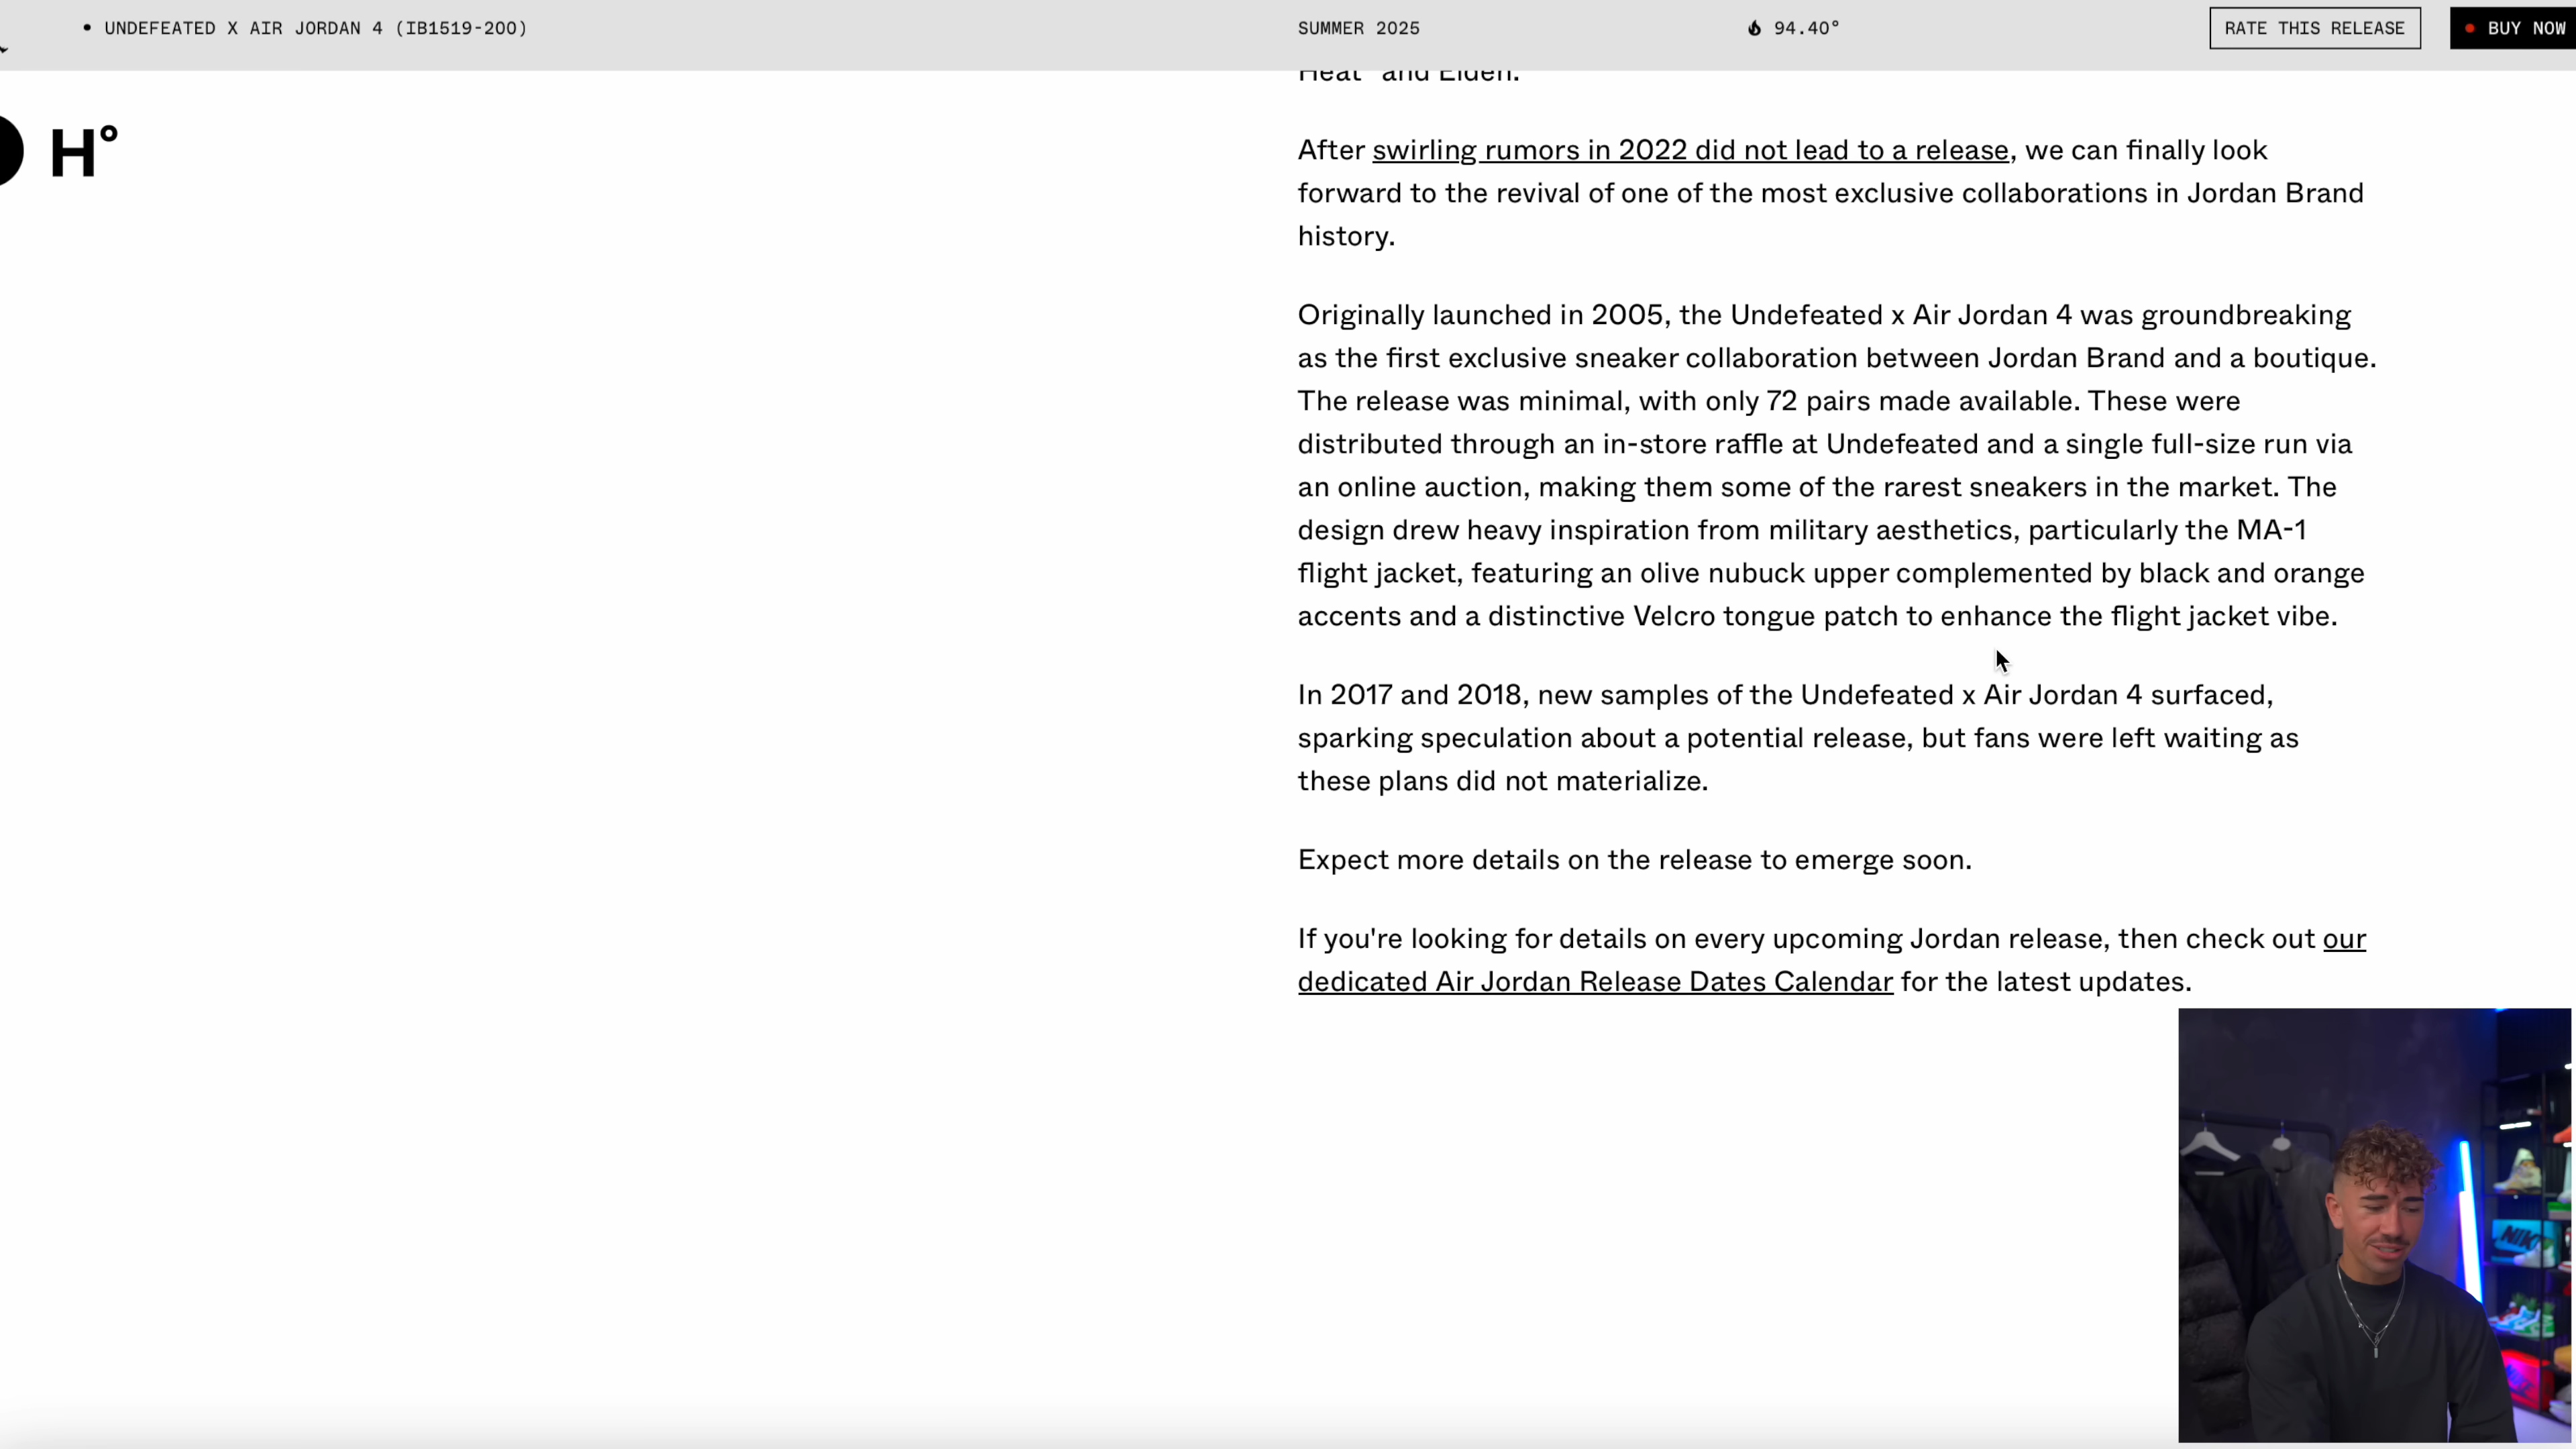 • UNDEFEATED X AIR JORDAN 4 (IB1519-200)
SUMMER 2025
94.40°
RATE THIS RELEASE
BUY NOW
Heat" and Elden.
H°
After swirling rumors in 2022 did not lead to a release, we can finally look
forward to the revival of one of the most exclusive collaborations in Jordan Brand
history.
Originally launched in 2005, the Undefeated x Air Jordan 4 was groundbreaking
as the first exclusive sneaker collaboration between Jordan Brand and a boutique.
The release was minimal, with only 72 pairs made available. These were
distributed through an in-store raffle at Undefeated and a single full-size run via
an online auction, making them some of the rarest sneakers in the market. The
design drew heavy inspiration from military aesthetics, particularly the MA-1
flight jacket, featuring an olive nubuck upper complemented by black and orange
accents and a distinctive Velcro tongue patch to enhance the flight jacket vibe.
In 2017 and 2018, new samples of the Undefeated x Air Jordan 4 surfaced,
sparking speculation about a potential release, but fans were left waiting as
these plans did not materialize.
Expect more details on the release to emerge soon.
If you're looking for details on every upcoming Jordan release, then check out our
dedicated Air Jordan Release Dates Calendar for the latest updates.